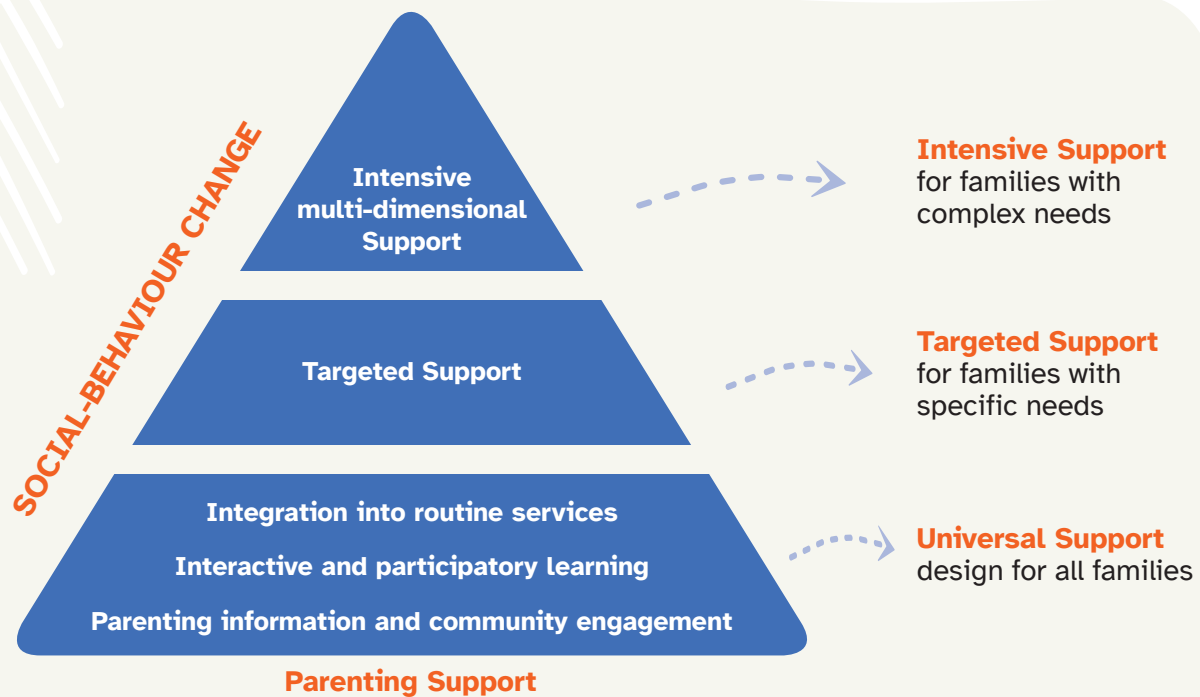 SOCIAL-BEHAVIOUR CHANGE
Intensive
multi-dimensional
Support
Intensive Support
for families with
complex needs
Targeted Support
Targeted Support
for families with
specific needs
Integration into routine services
Interactive and participatory learning
Parenting information and community engagement
Universal Support
design for all families
Parenting Support